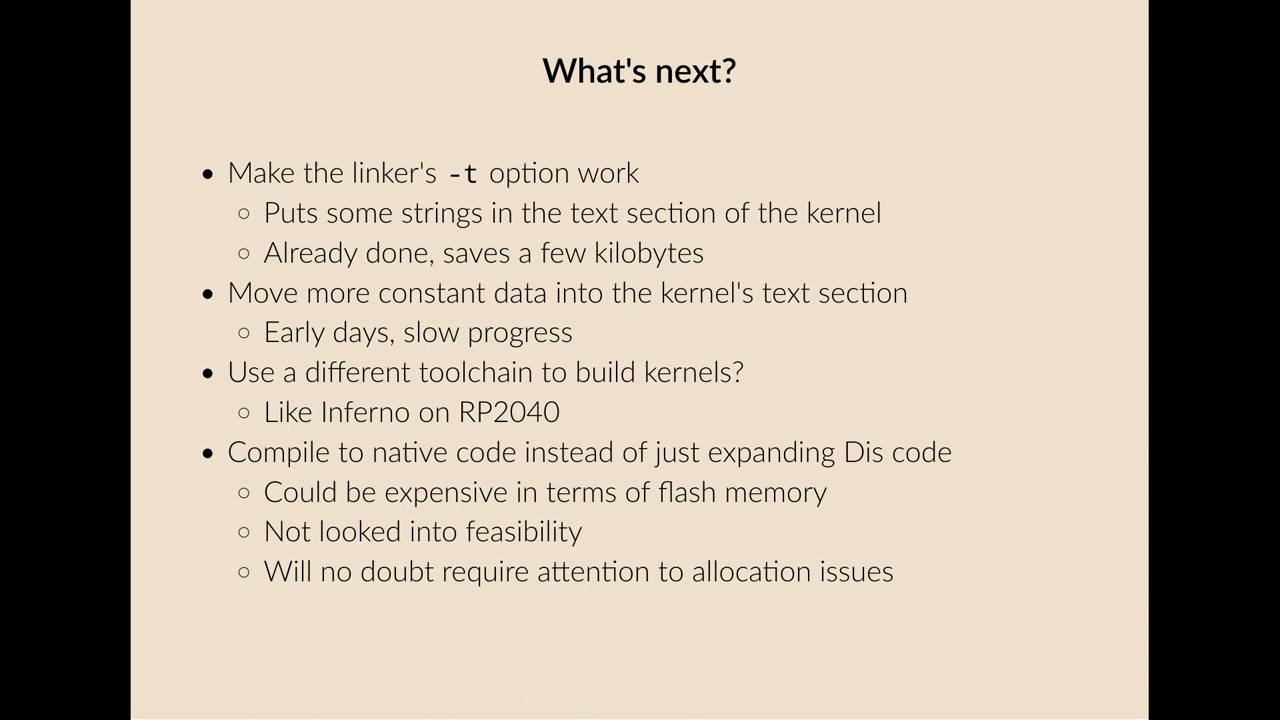 What's next?
• Make the linker's -t option work
○ Puts some strings in the text section of the kernel
○ Already done, saves a few kilobytes
• Move more constant data into the kernel's text section
○ Early days, slow progress
• Use a different toolchain to build kernels?
○ Like Inferno on RP2040
• Compile to native code instead of just expanding Dis code
○ Could be expensive in terms of flash memory
○ Not looked into feasibility
○ Will no doubt require attention to allocation issues